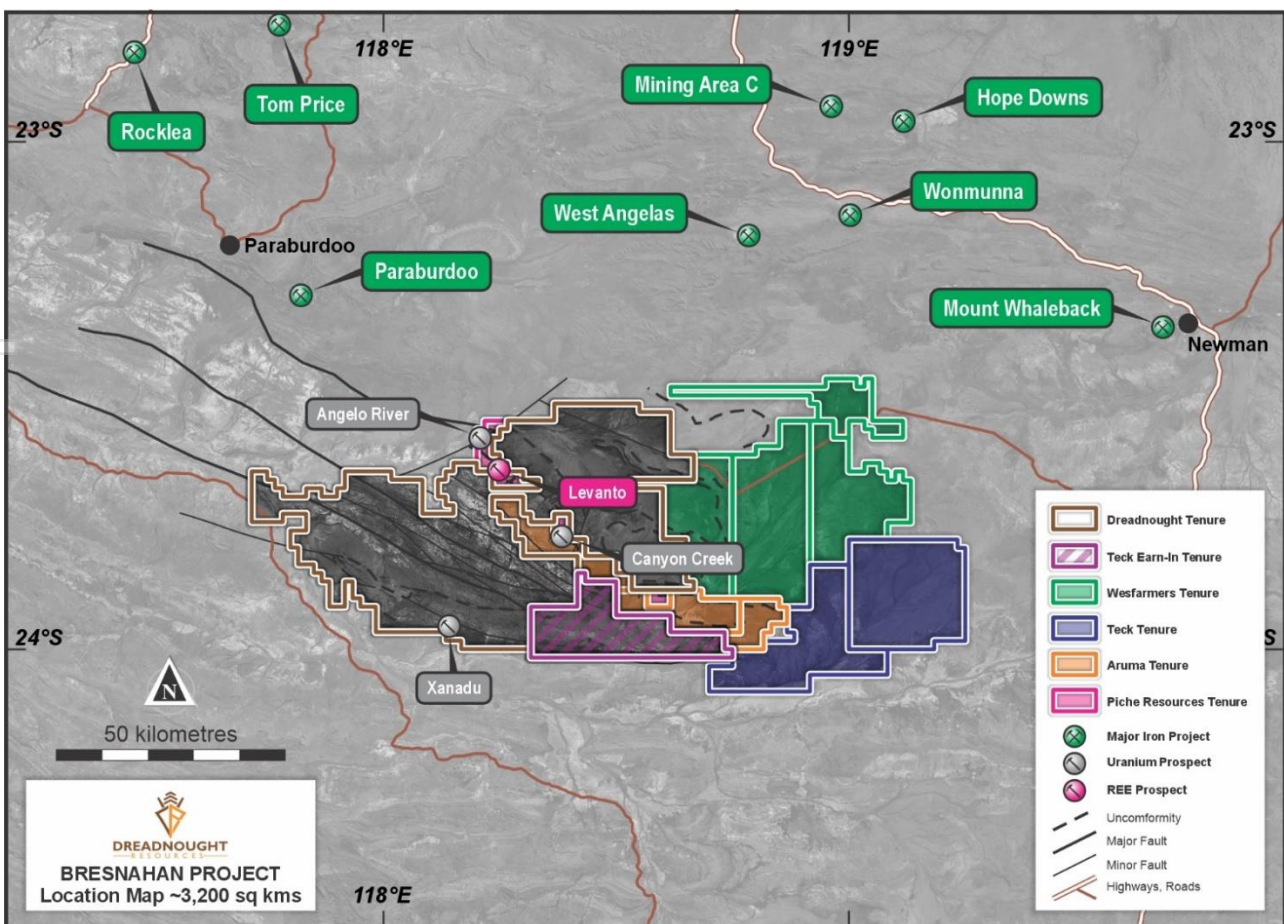 118°E
119°E
Rocklea
Tom Price
Mining Area C
Hope Downs
23°S
23°S
West Angelas
Wonmunna
Paraburdoo
Paraburdoo
Mount Whaleback
Newman
Angelo River
Levanto
Canyon Creek
Xanadu
24°S
S
N
50 kilometres
Dreadnought Tenure
Teck Earn-In Tenure
Wesfarmers Tenure
Teck Tenure
Aruma Tenure
Piche Resources Tenure
Major Iron Project
Uranium Prospect
REE Prospect
Uncomformity
Major Fault
Minor Fault
Highways, Roads
DREADNOUGHT
RESOURCES
BRESNAHAN PROJECT
Location Map ~3,200 sq kms
118°E